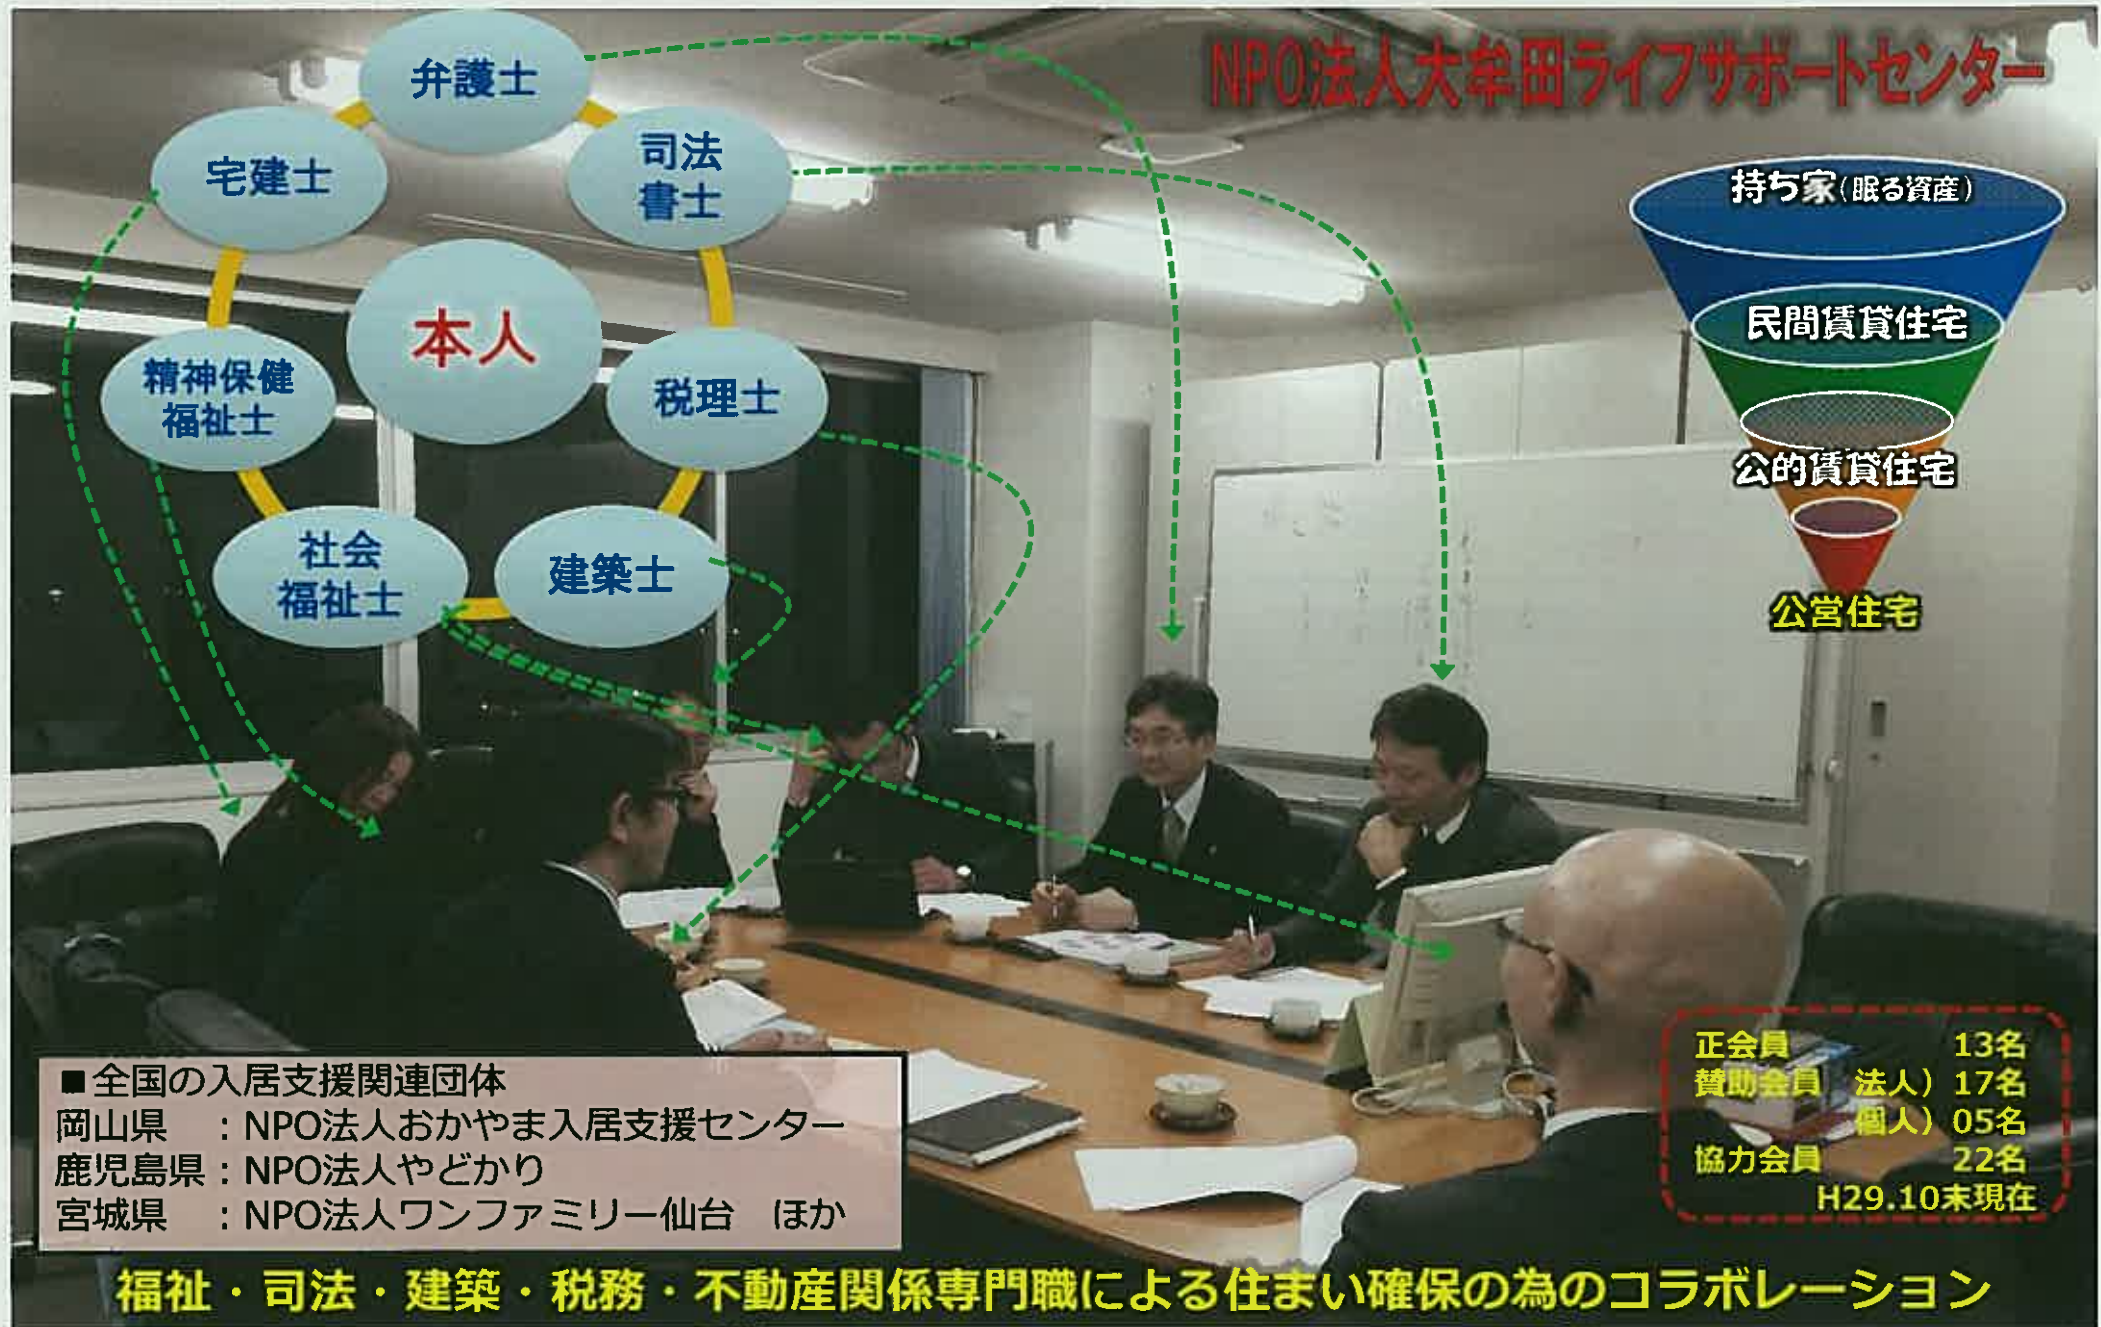 NPO法人大牟田ライフサポートセンター
弁護士
宅建士
司法
書士
本人
精神保健
福祉士
税理士
社会
福祉士
建築士
持ち家(眠る資産)
民間賃貸住宅
公的賃貸住宅
公営住宅
■全国の入居支援関連団体
岡山県 :NPO法人おかやま入居支援センター
鹿児島県:NPO法人やどかり
宮城県 :NPO法人ワンファミリー仙台 ほか
正会員 13名
賛助会員 法人)17名
個人)05名
協力会員 22名
H29.10末現在
福祉・司法・建築・税務・不動産関係専門職による住まい確保の為のコラボレーション